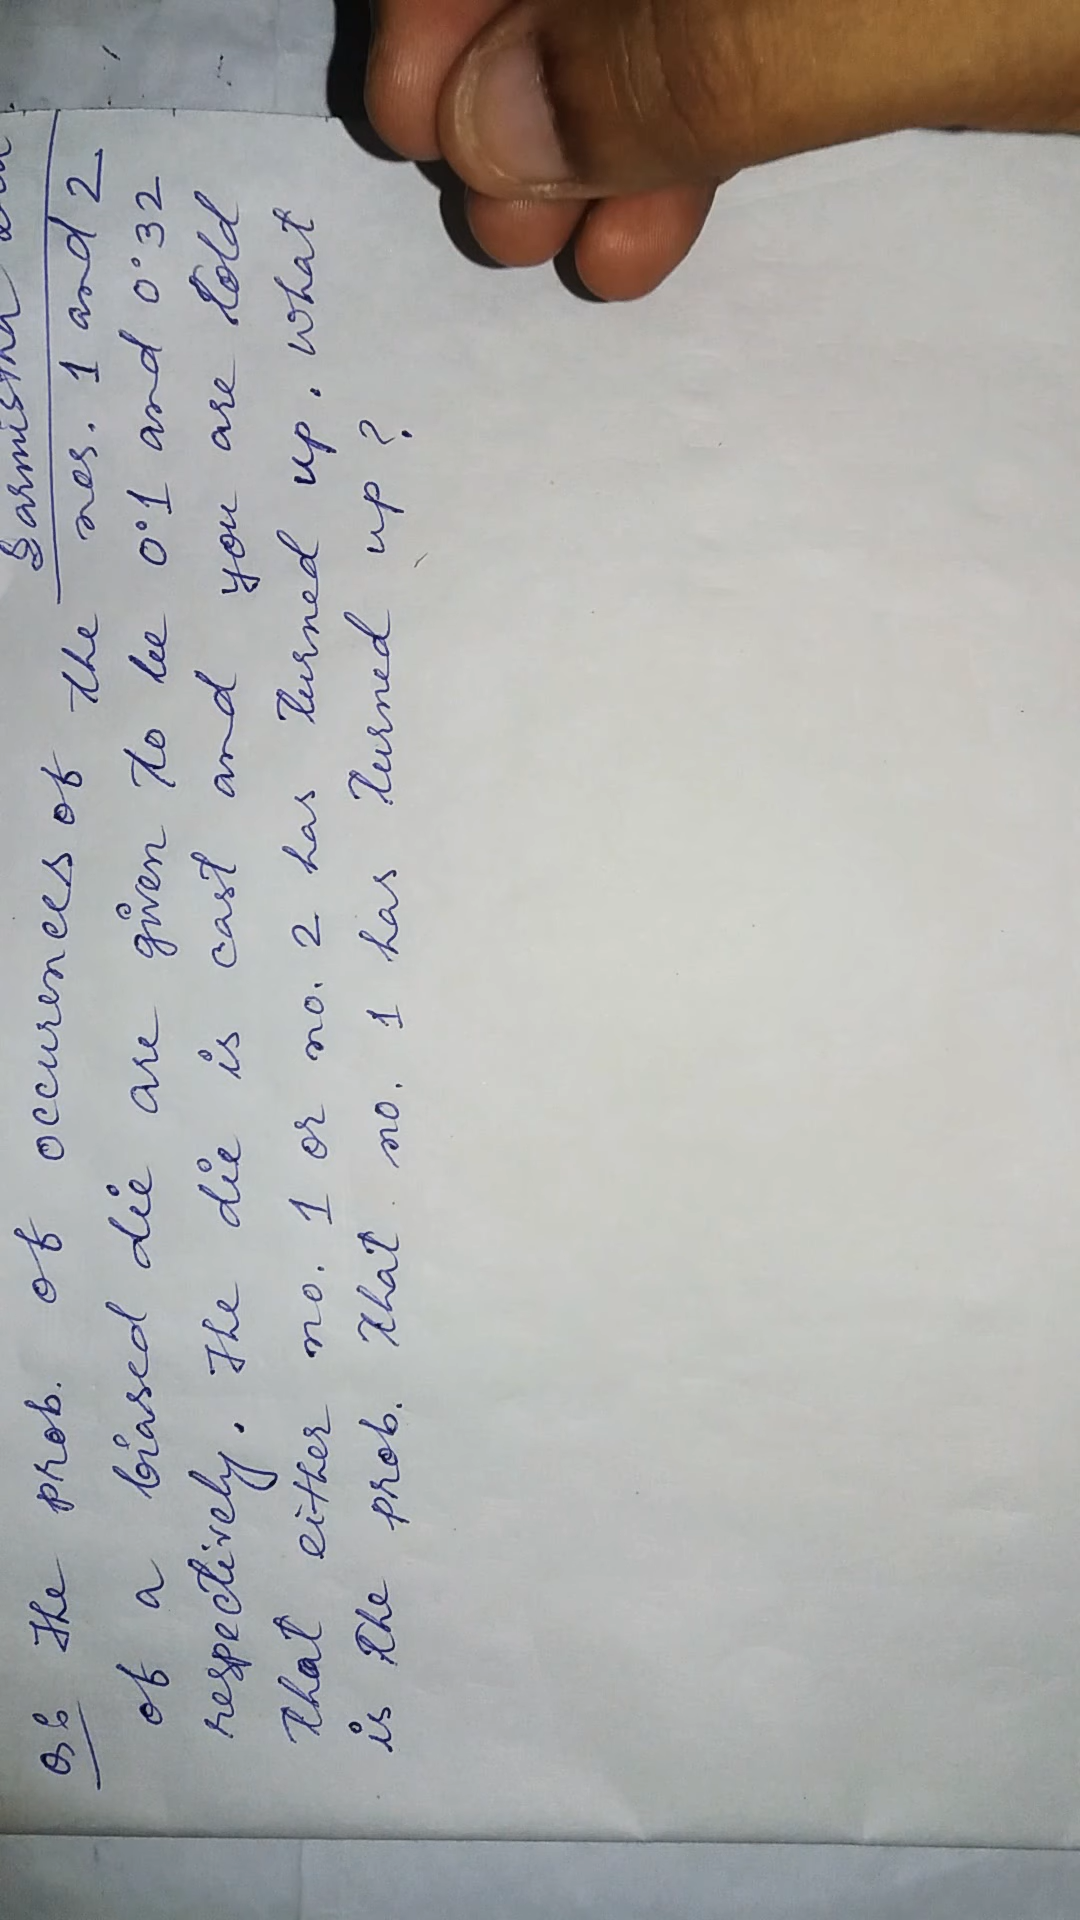 Sarmistha
Q6 The prob. of occurences of the nos. 1 and 2
of a biased die are given to be 0.1 and 0.32
respectively. The die is cast and you are told
that either no. 1 or no. 2 has turned up. What
is the prob. that no. 1 has turned up?